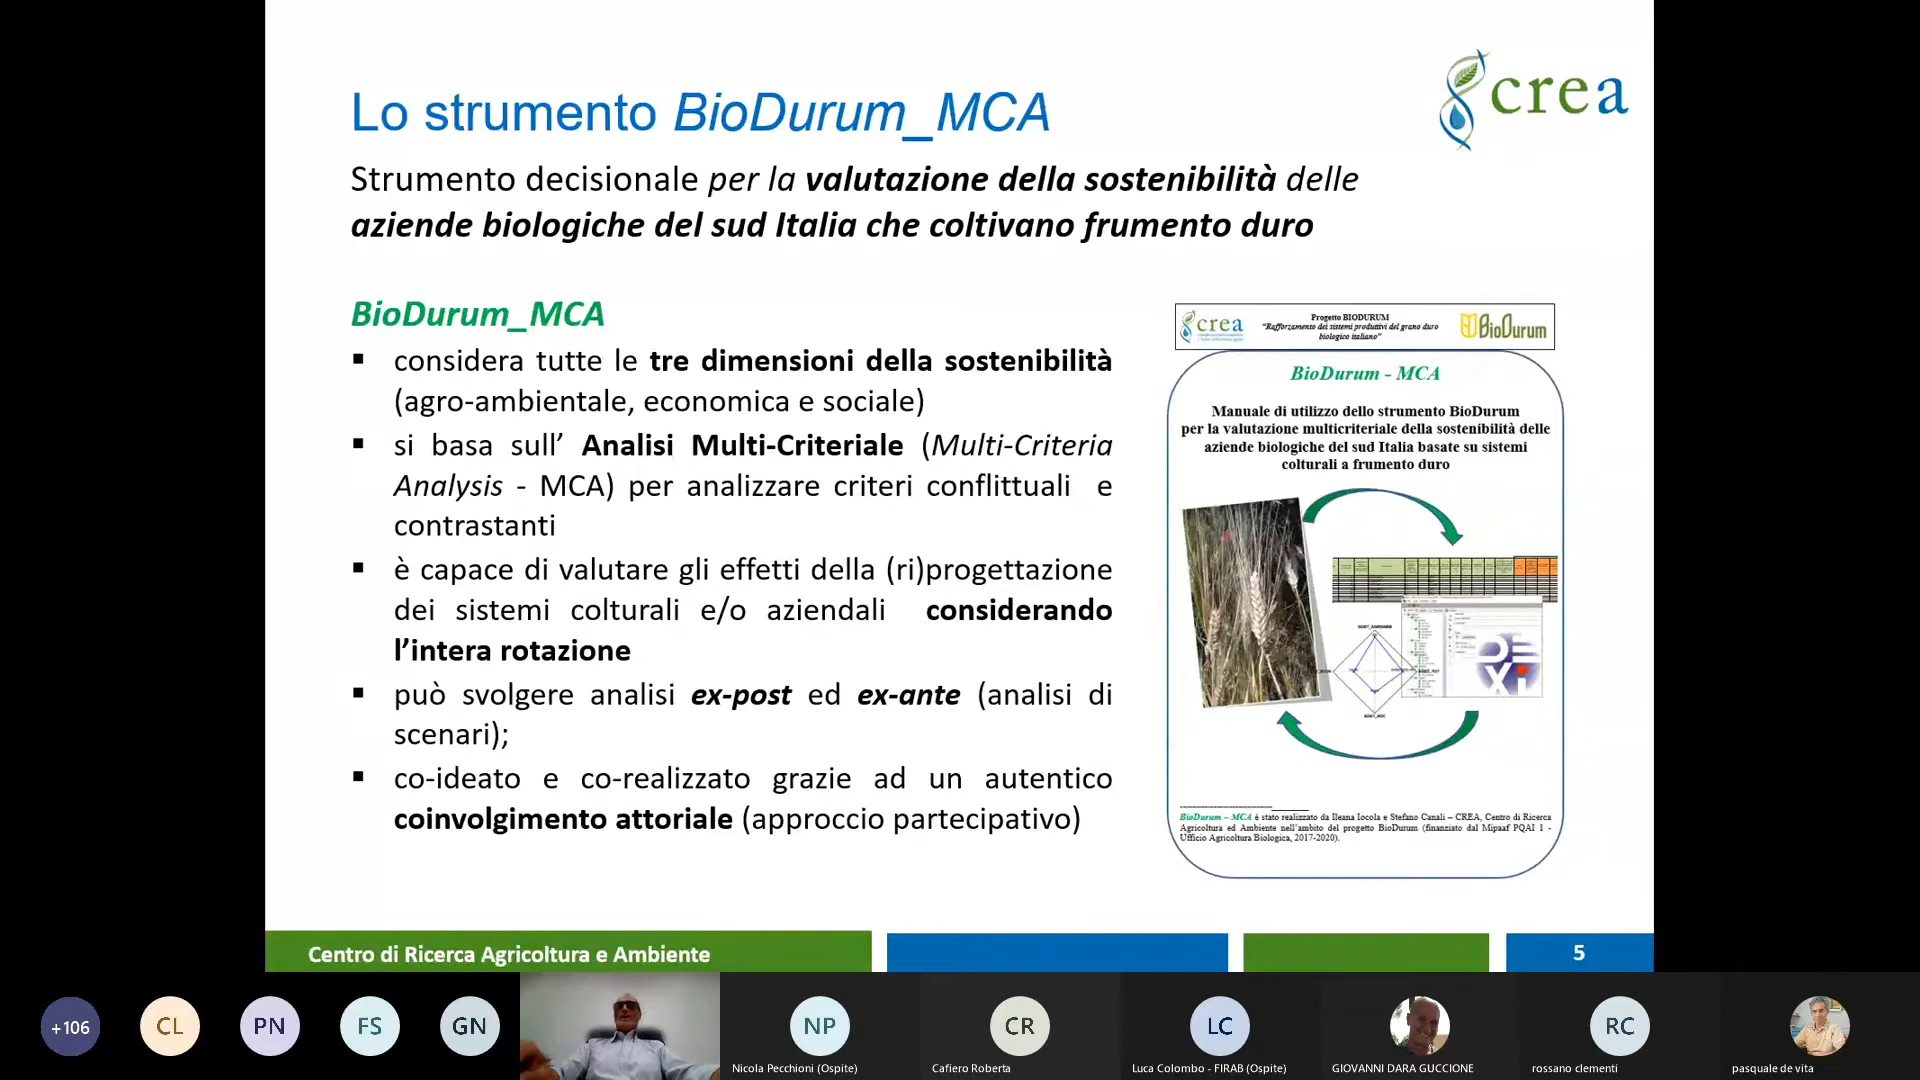 crea
Lo strumento BioDurum_MCA
Strumento decisionale per la valutazione della sostenibilità delle
aziende biologiche del sud Italia che coltivano frumento duro
BioDurum_MCA
▪ considera tutte le tre dimensioni della sostenibilità
(agro-ambientale, economica e sociale)
▪ si basa sull’ Analisi Multi-Criteriale (Multi-Criteria
Analysis - MCA) per analizzare criteri conflittuali e
contrastanti
▪ è capace di valutare gli effetti della (ri)progettazione
dei sistemi colturali e/o aziendali considerando
l’intera rotazione
▪ può svolgere analisi ex-post ed ex-ante (analisi di
scenari);
▪ co-ideato e co-realizzato grazie ad un autentico
coinvolgimento attoriale (approccio partecipativo)
crea
Progetto BIODURUM
“Rafforzamento dei sistemi produttivi del grano duro
biologico italiano”
BioDurum
BioDurum - MCA
Manuale di utilizzo dello strumento BioDurum
per la valutazione multicriteriale della sostenibilità delle
aziende biologiche del sud Italia basate su sistemi
colturali a frumento duro
DEXi
BioDurum – MCA è stato realizzato da Ileana Iocola e Stefano Canali – CREA, Centro di Ricerca
Agricoltura ed Ambiente nell’ambito del progetto BioDurum (finanziato dal Mipaaf PQAI 1 -
Ufficio Agricoltura Biologica, 2017-2020).
Centro di Ricerca Agricoltura e Ambiente
5
+106
CL
PN
FS
GN
NP
CR
LC
RC
Nicola Pecchioni (Ospite)
Cafiero Roberta
Luca Colombo - FIRAB (Ospite)
GIOVANNI DARA GUCCIONE
rossano clementi
pasquale de vita